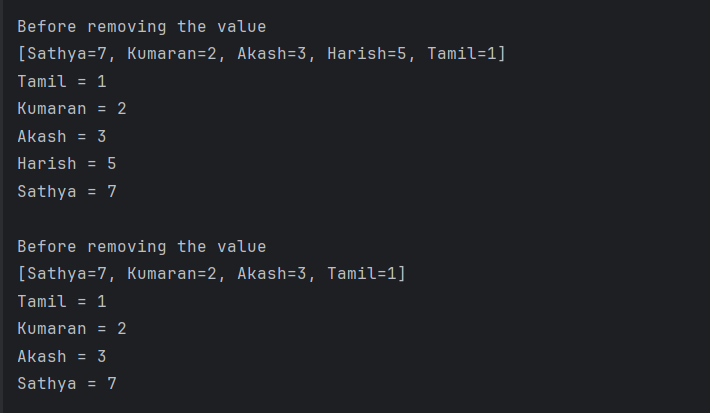 Before removing the value
[Sathya=7, Kumaran=2, Akash=3, Harish=5, Tamil=1]
Tamil = 1
Kumaran = 2
Akash = 3
Harish = 5
Sathya = 7
Before removing the value
[Sathya=7, Kumaran=2, Akash=3, Tamil=1]
Tamil = 1
Kumaran = 2
Akash = 3
Sathya = 7